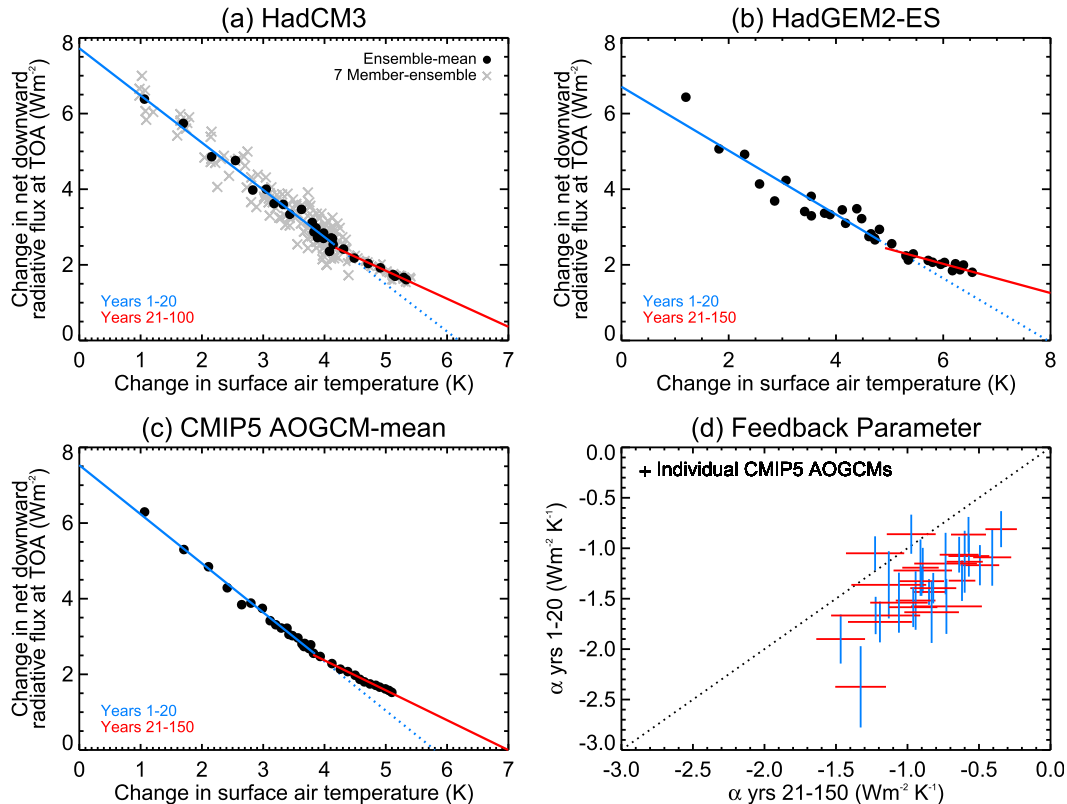 (a) HadCM3
8
6
4
2
0
Change in net downward
radiative flux at TOA (Wm-2)
Ensemble-mean
7 Member-ensemble
Years 1-20
Years 21-100
0 1 2 3 4 5 6 7
Change in surface air temperature (K)
(b) HadGEM2-ES
8
6
4
2
0
Change in net downward
radiative flux at TOA (Wm-2)
Years 1-20
Years 21-150
0 2 4 6 8
Change in surface air temperature (K)
(c) CMIP5 AOGCM-mean
8
6
4
2
0
Change in net downward
radiative flux at TOA (Wm-2)
Years 1-20
Years 21-150
0 1 2 3 4 5 6 7
Change in surface air temperature (K)
(d) Feedback Parameter
0.0
-0.5
-1.0
-1.5
-2.0
-2.5
-3.0
α yrs 1-20 (Wm-2 K-1)
+ Individual CMIP5 AOGCMs
-3.0 -2.5 -2.0 -1.5 -1.0 -0.5 0.0
α yrs 21-150 (Wm-2 K-1)